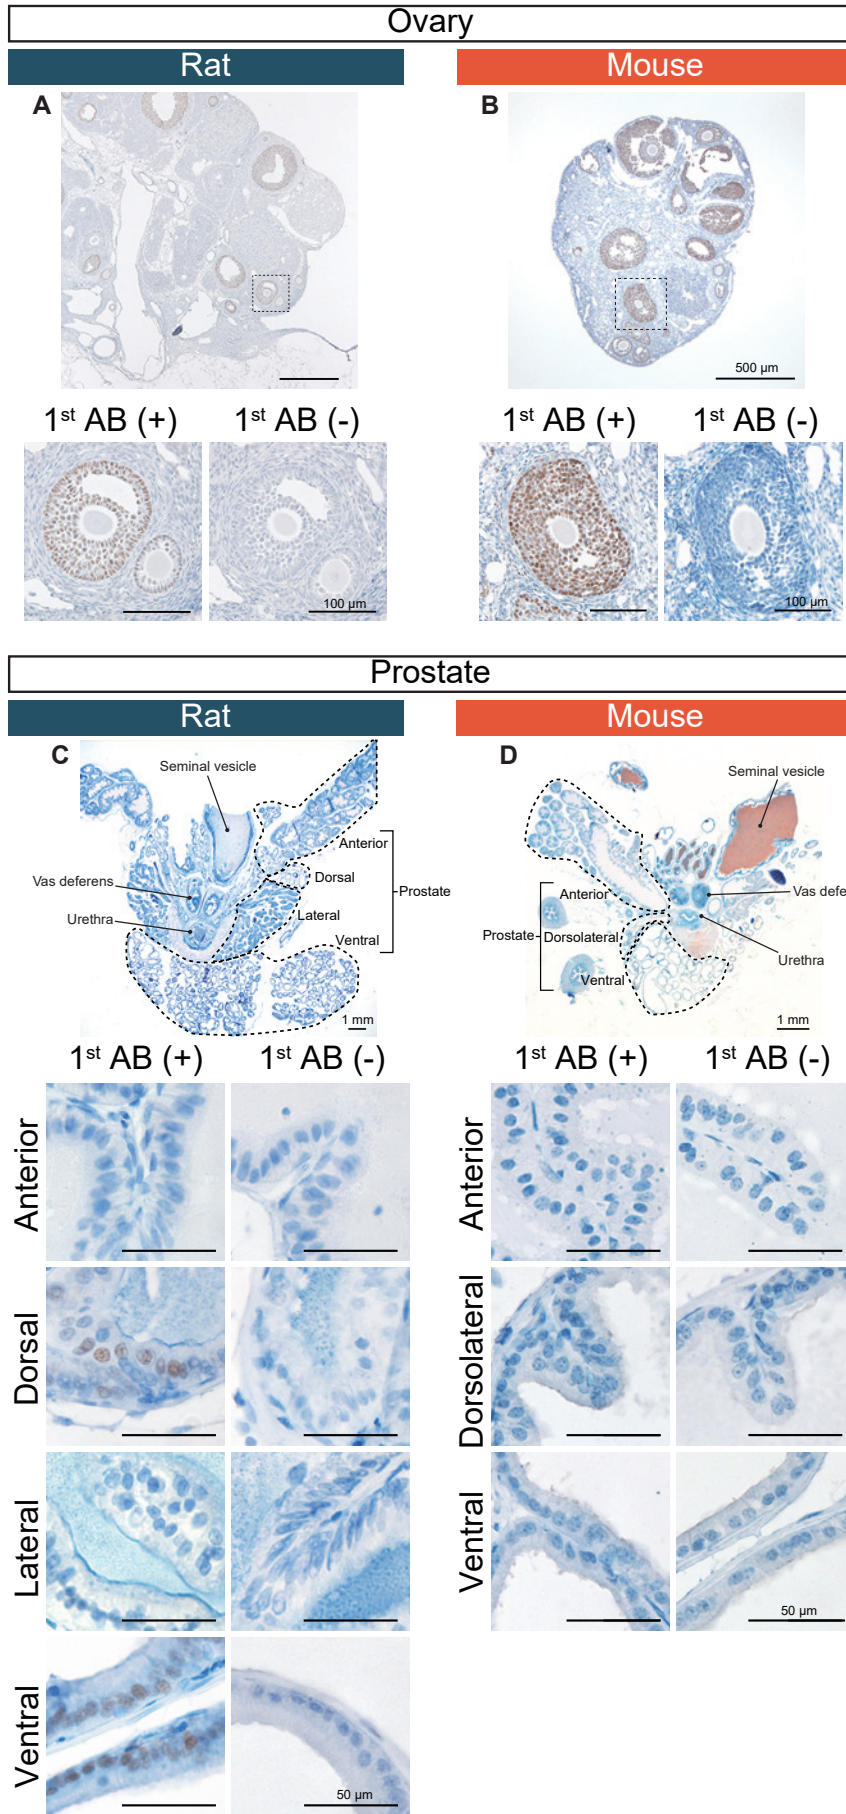 Ovary
Rat
Mouse
A
B
500 µm
1st AB (+)
1st AB (-)
1st AB (+)
1st AB (-)
100 µm
100 µm
Prostate
Rat
Mouse
C
Seminal vesicle
Anterior
Dorsal
Vas deferens
Prostate
Lateral
Urethra
Ventral
1 mm
D
Seminal vesicle
Anterior
Vas defe
Prostate
Dorsolateral
Urethra
Ventral
1 mm
1st AB (+)
1st AB (-)
1st AB (+)
1st AB (-)
Anterior
Anterior
Dorsal
Dorsolateral
Lateral
Ventral
50 µm
Ventral
50 µm